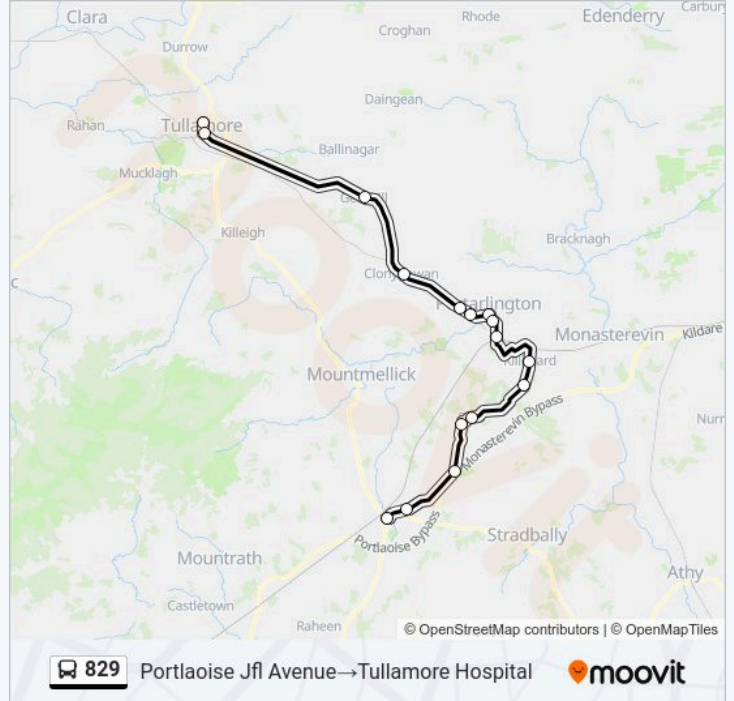 Clara
Rhode
Edenderry
Carbury
Croghan
Durrow
Daingean
Rahan
Tullamore
Ballinagar
Mucklagh
Killeigh
Bracknagh
Monasterevin
Kildare
Mountmellick
Monasterevin Bypass
Portlaoise Bypass
Stradbally
Mountrath
Athy
Castletown
Raheen
© OpenStreetMap contributors | © OpenMapTiles
829 Portlaoise Jfl Avenue→Tullamore Hospital moovit